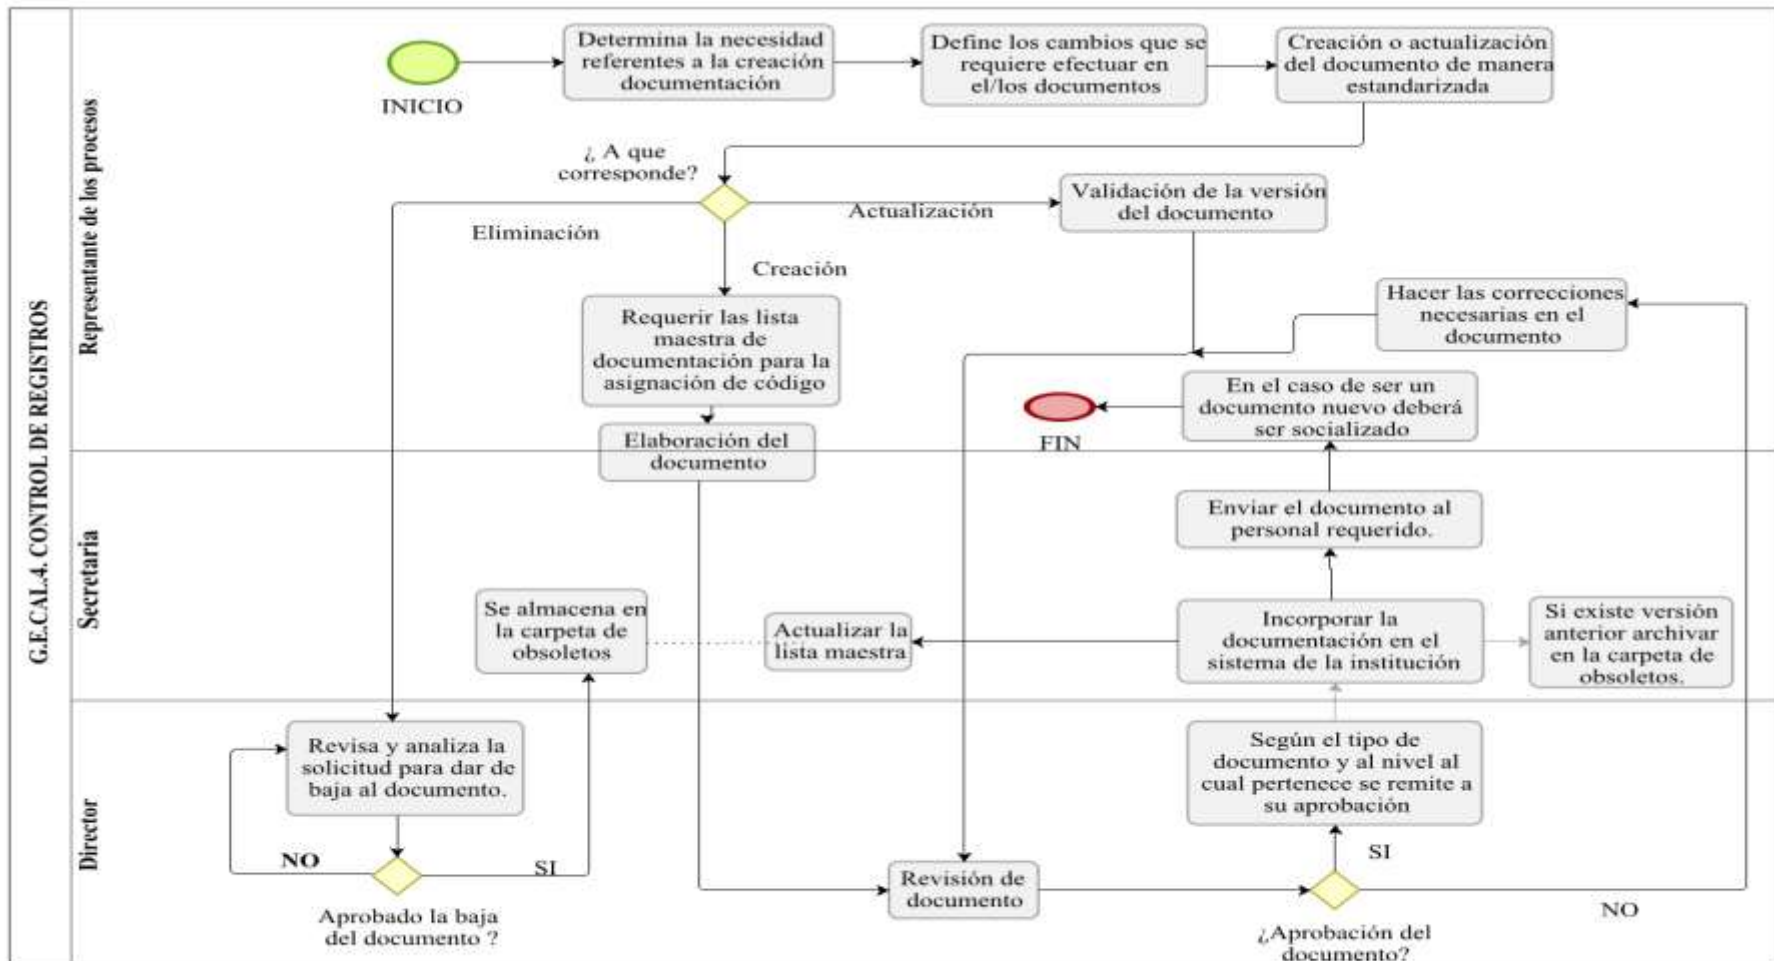 G.E.CAL.4. CONTROL DE REGISTROS
Representante de los procesos
INICIO
Determina la necesidad
referentes a la creación
documentación
Define los cambios que se
requiere efectuar en
el/los documentos
Creación o actualización
del documento de manera
estandarizada
¿ A que
corresponde?
Eliminación
Actualización
Creación
Validación de la versión
del documento
Requerir las lista
maestra de
documentación para la
asignación de código
Hacer las correcciones
necesarias en el
documento
Elaboración del
documento
En el caso de ser un
documento nuevo deberá
ser socializado
FIN
Secretaria
Enviar el documento al
personal requerido.
Se almacena en
la carpeta de
obsoletos
Actualizar la
lista maestra
Incorporar la
documentación en el
sistema de la institución
Si existe versión
anterior archivar
en la carpeta de
obsoletos.
Director
Revisa y analiza la
solicitud para dar de
baja al documento.
NO
SI
Aprobado la baja
del documento ?
Revisión de
documento
Según el tipo de
documento y al nivel al
cual pertenece se remite a
su aprobación
SI
NO
¿Aprobación del
documento?